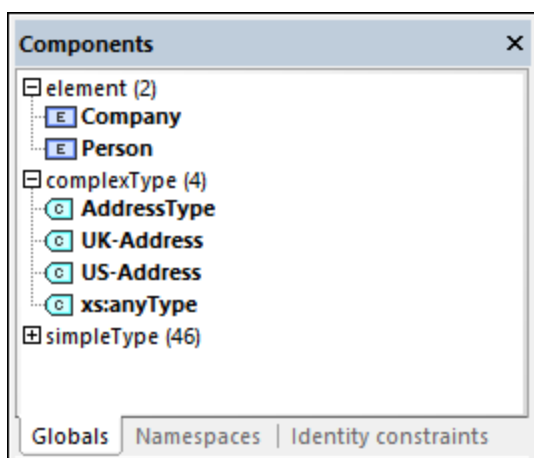 Components
element (2)
E Company
E Person
complexType (4)
C AddressType
C UK-Address
C US-Address
C xs:anyType
simpleType (46)
Globals Namespaces | Identity constraints